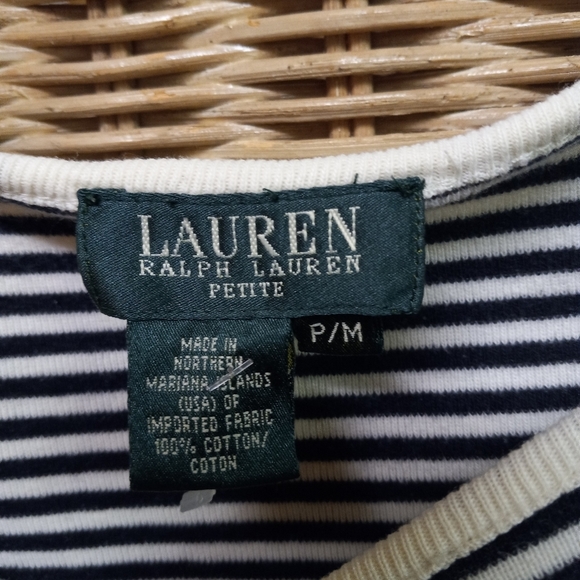 LAUREN
RALPH LAUREN
PETITE
P/M
MADE IN
NORTHERN
MARIANA ISLANDS
(USA) OF
IMPORTED FABRIC
100% COTTON/
COTON